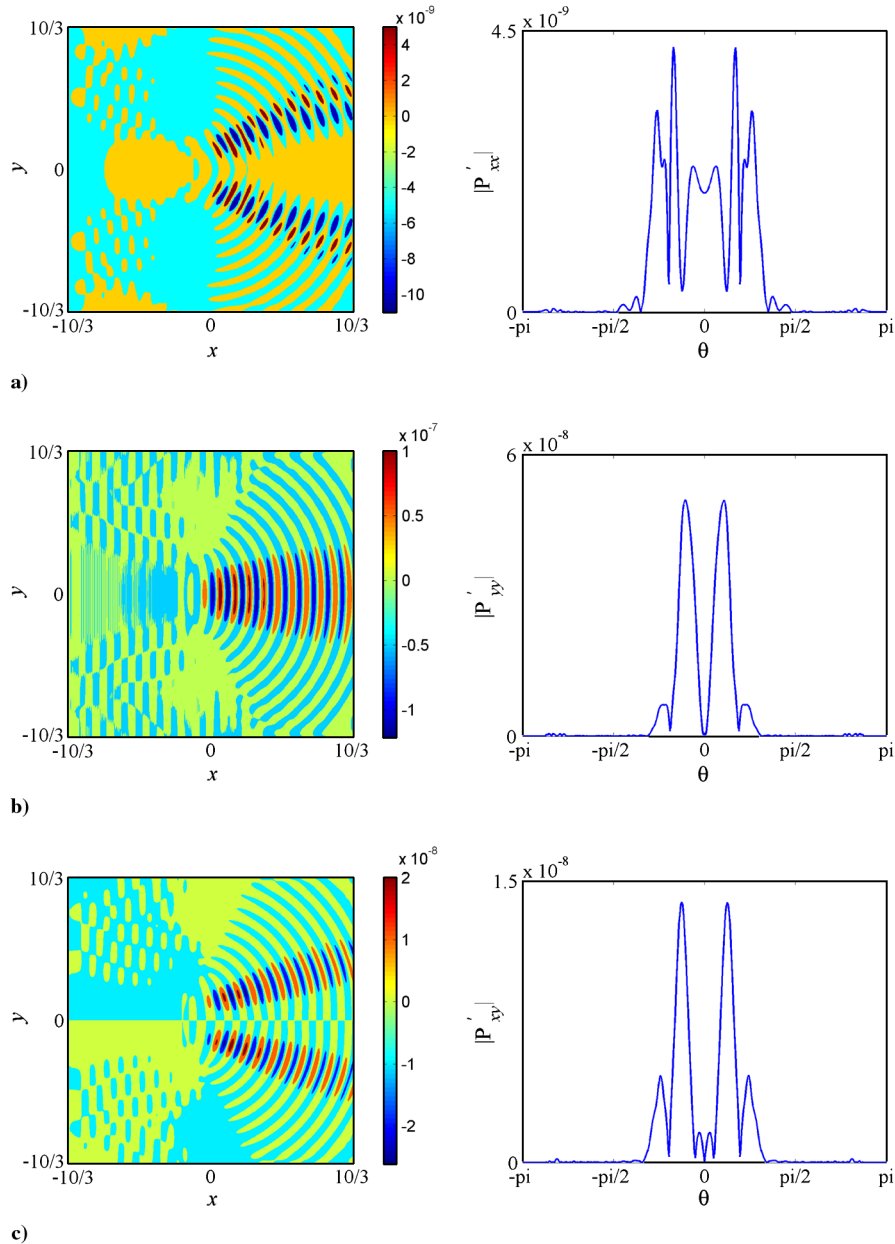 x 10-9
10/3
y
0
-10/3
-10/3 0 10/3
x
4
2
0
-2
-4
-6
-8
-10
4.5 x 10-9
|P'xx|
0
-pi -pi/2 0 pi/2 pi
θ
a)
x 10-7
10/3
y
0
-10/3
-10/3 0 10/3
x
1
0.5
0
-0.5
-1
6 x 10-8
|P'yy|
0
-pi -pi/2 0 pi/2 pi
θ
b)
x 10-8
10/3
y
0
-10/3
-10/3 0 10/3
x
2
1
0
-1
-2
1.5 x 10-8
|P'xy|
0
-pi -pi/2 0 pi/2 pi
θ
c)